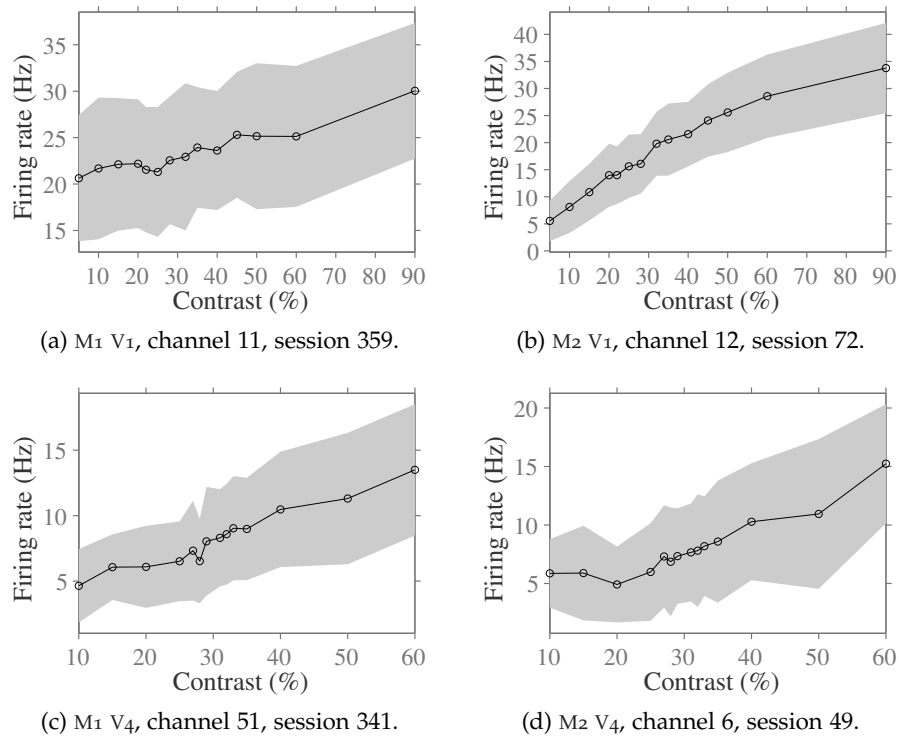 35
30
25
20
15
Firing rate (Hz)
10 20 30 40 50 60 70 80 90
Contrast (%)
(a) M1 V1, channel 11, session 359.
40
35
30
25
20
15
10
5
0
Firing rate (Hz)
10 20 30 40 50 60 70 80 90
Contrast (%)
(b) M2 V1, channel 12, session 72.
15
10
5
Firing rate (Hz)
10 20 30 40 50 60
Contrast (%)
(c) M1 V4, channel 51, session 341.
20
15
10
5
Firing rate (Hz)
10 20 30 40 50 60
Contrast (%)
(d) M2 V4, channel 6, session 49.